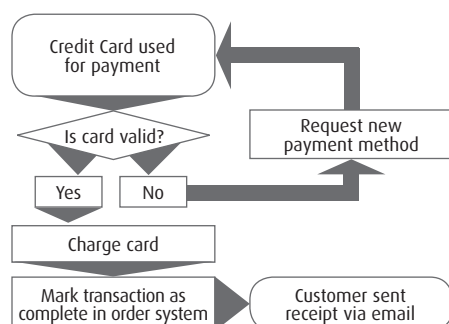 Credit Card used
for payment
Is card valid?
Yes
No
Request new
payment method
Charge card
Mark transaction as
complete in order system
Customer sent
receipt via email